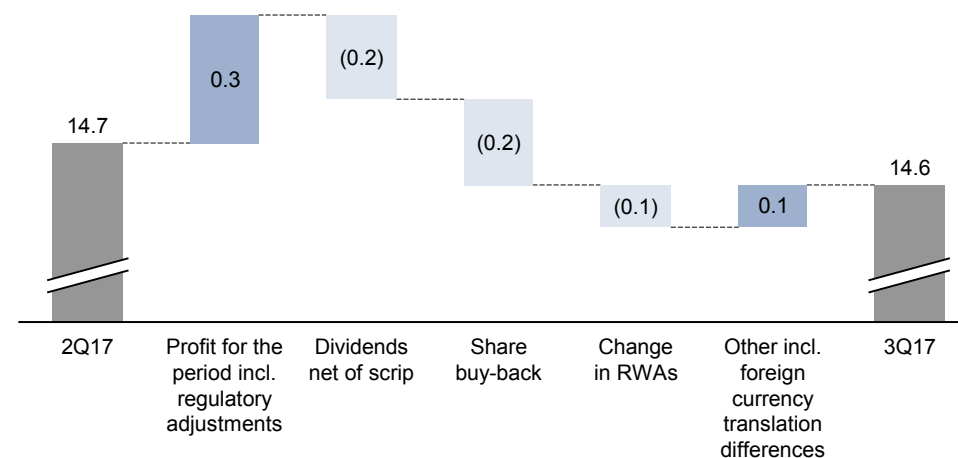 14.7
0.3
(0.2)
(0.2)
(0.1)
0.1
14.6
2Q17
Profit for the
period incl.
regulatory
adjustments
Dividends
net of scrip
Share
buy-back
Change
in RWAs
Other incl.
foreign
currency
translation
differences
3Q17